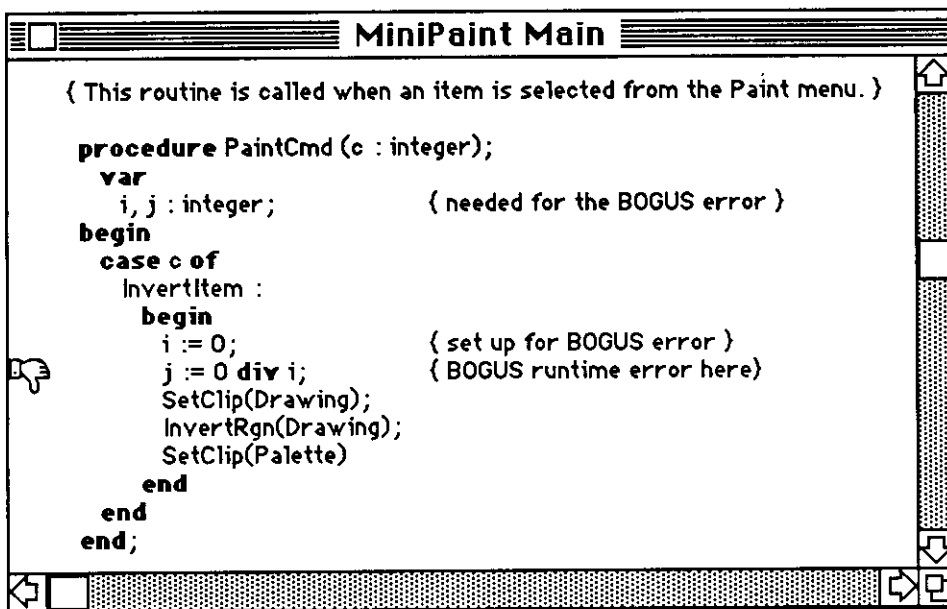 MiniPaint Main
{ This routine is called when an item is selected from the Paint menu. }
procedure PaintCmd (c : integer);
var
i, j : integer; { needed for the BOGUS error }
begin
case c of
InvertItem :
begin
i := 0; { set up for BOGUS error }
j := 0 div i; { BOGUS runtime error here}
SetClip(Drawing);
InvertRgn(Drawing);
SetClip(Palette)
end
end
end;